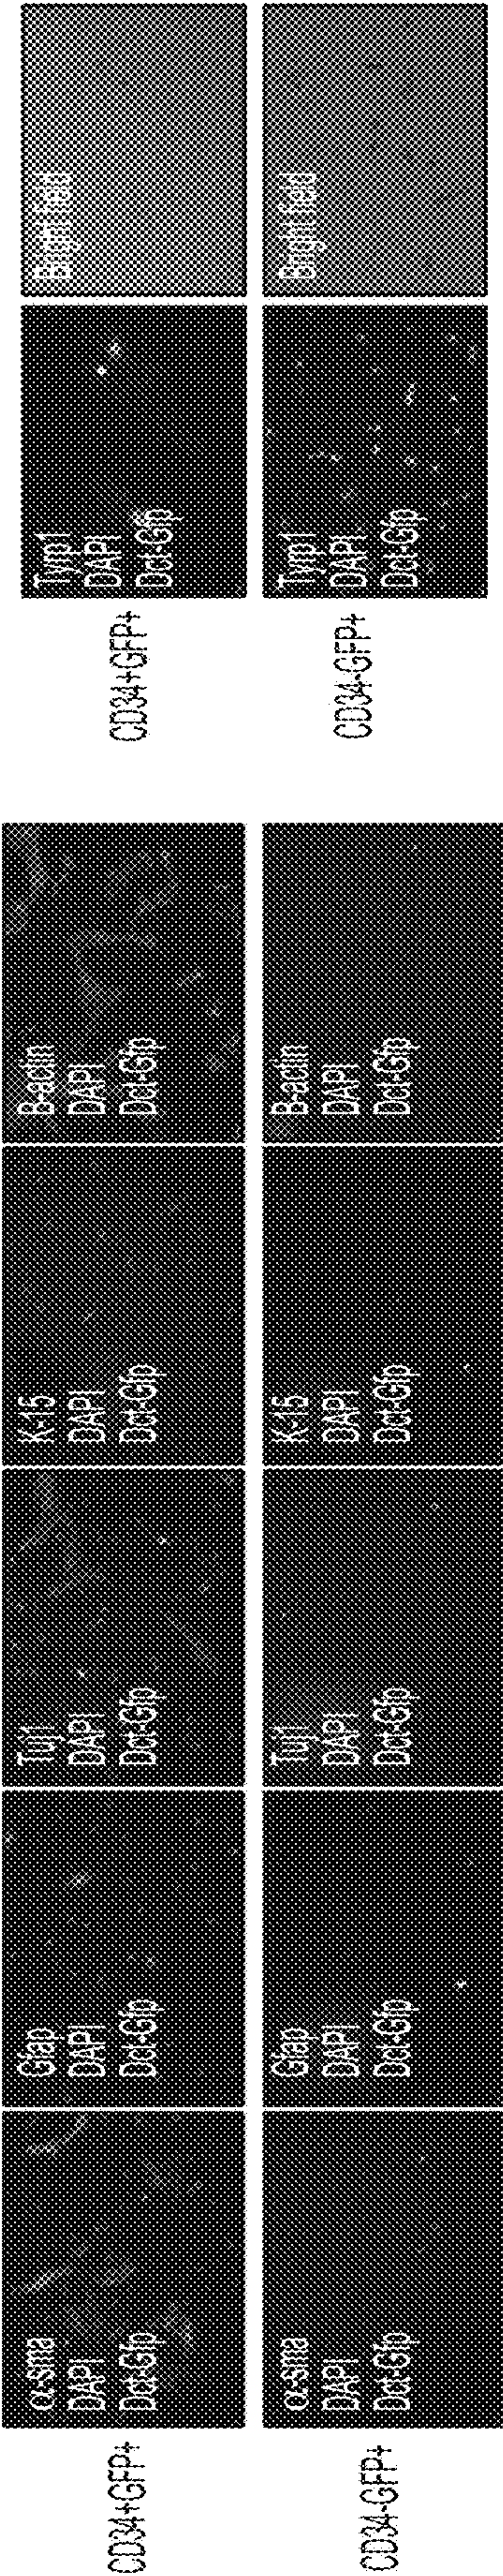 CD34+GFP+
α-sma
DAPI
Dct-Gfp
Gfap
DAPI
Dct-Gfp
Tuj1
DAPI
Dct-Gfp
K-15
DAPI
Dct-Gfp
B-actin
DAPI
Dct-Gfp
CD34-GFP+
α-sma
DAPI
Dct-Gfp
Gfap
DAPI
Dct-Gfp
Tuj1
DAPI
Dct-Gfp
K-15
DAPI
Dct-Gfp
B-actin
DAPI
Dct-Gfp
CD34+GFP+
Tyrp1
DAPI
Dct-Gfp
Bright field
CD34-GFP+
Tyrp1
DAPI
Dct-Gfp
Bright field